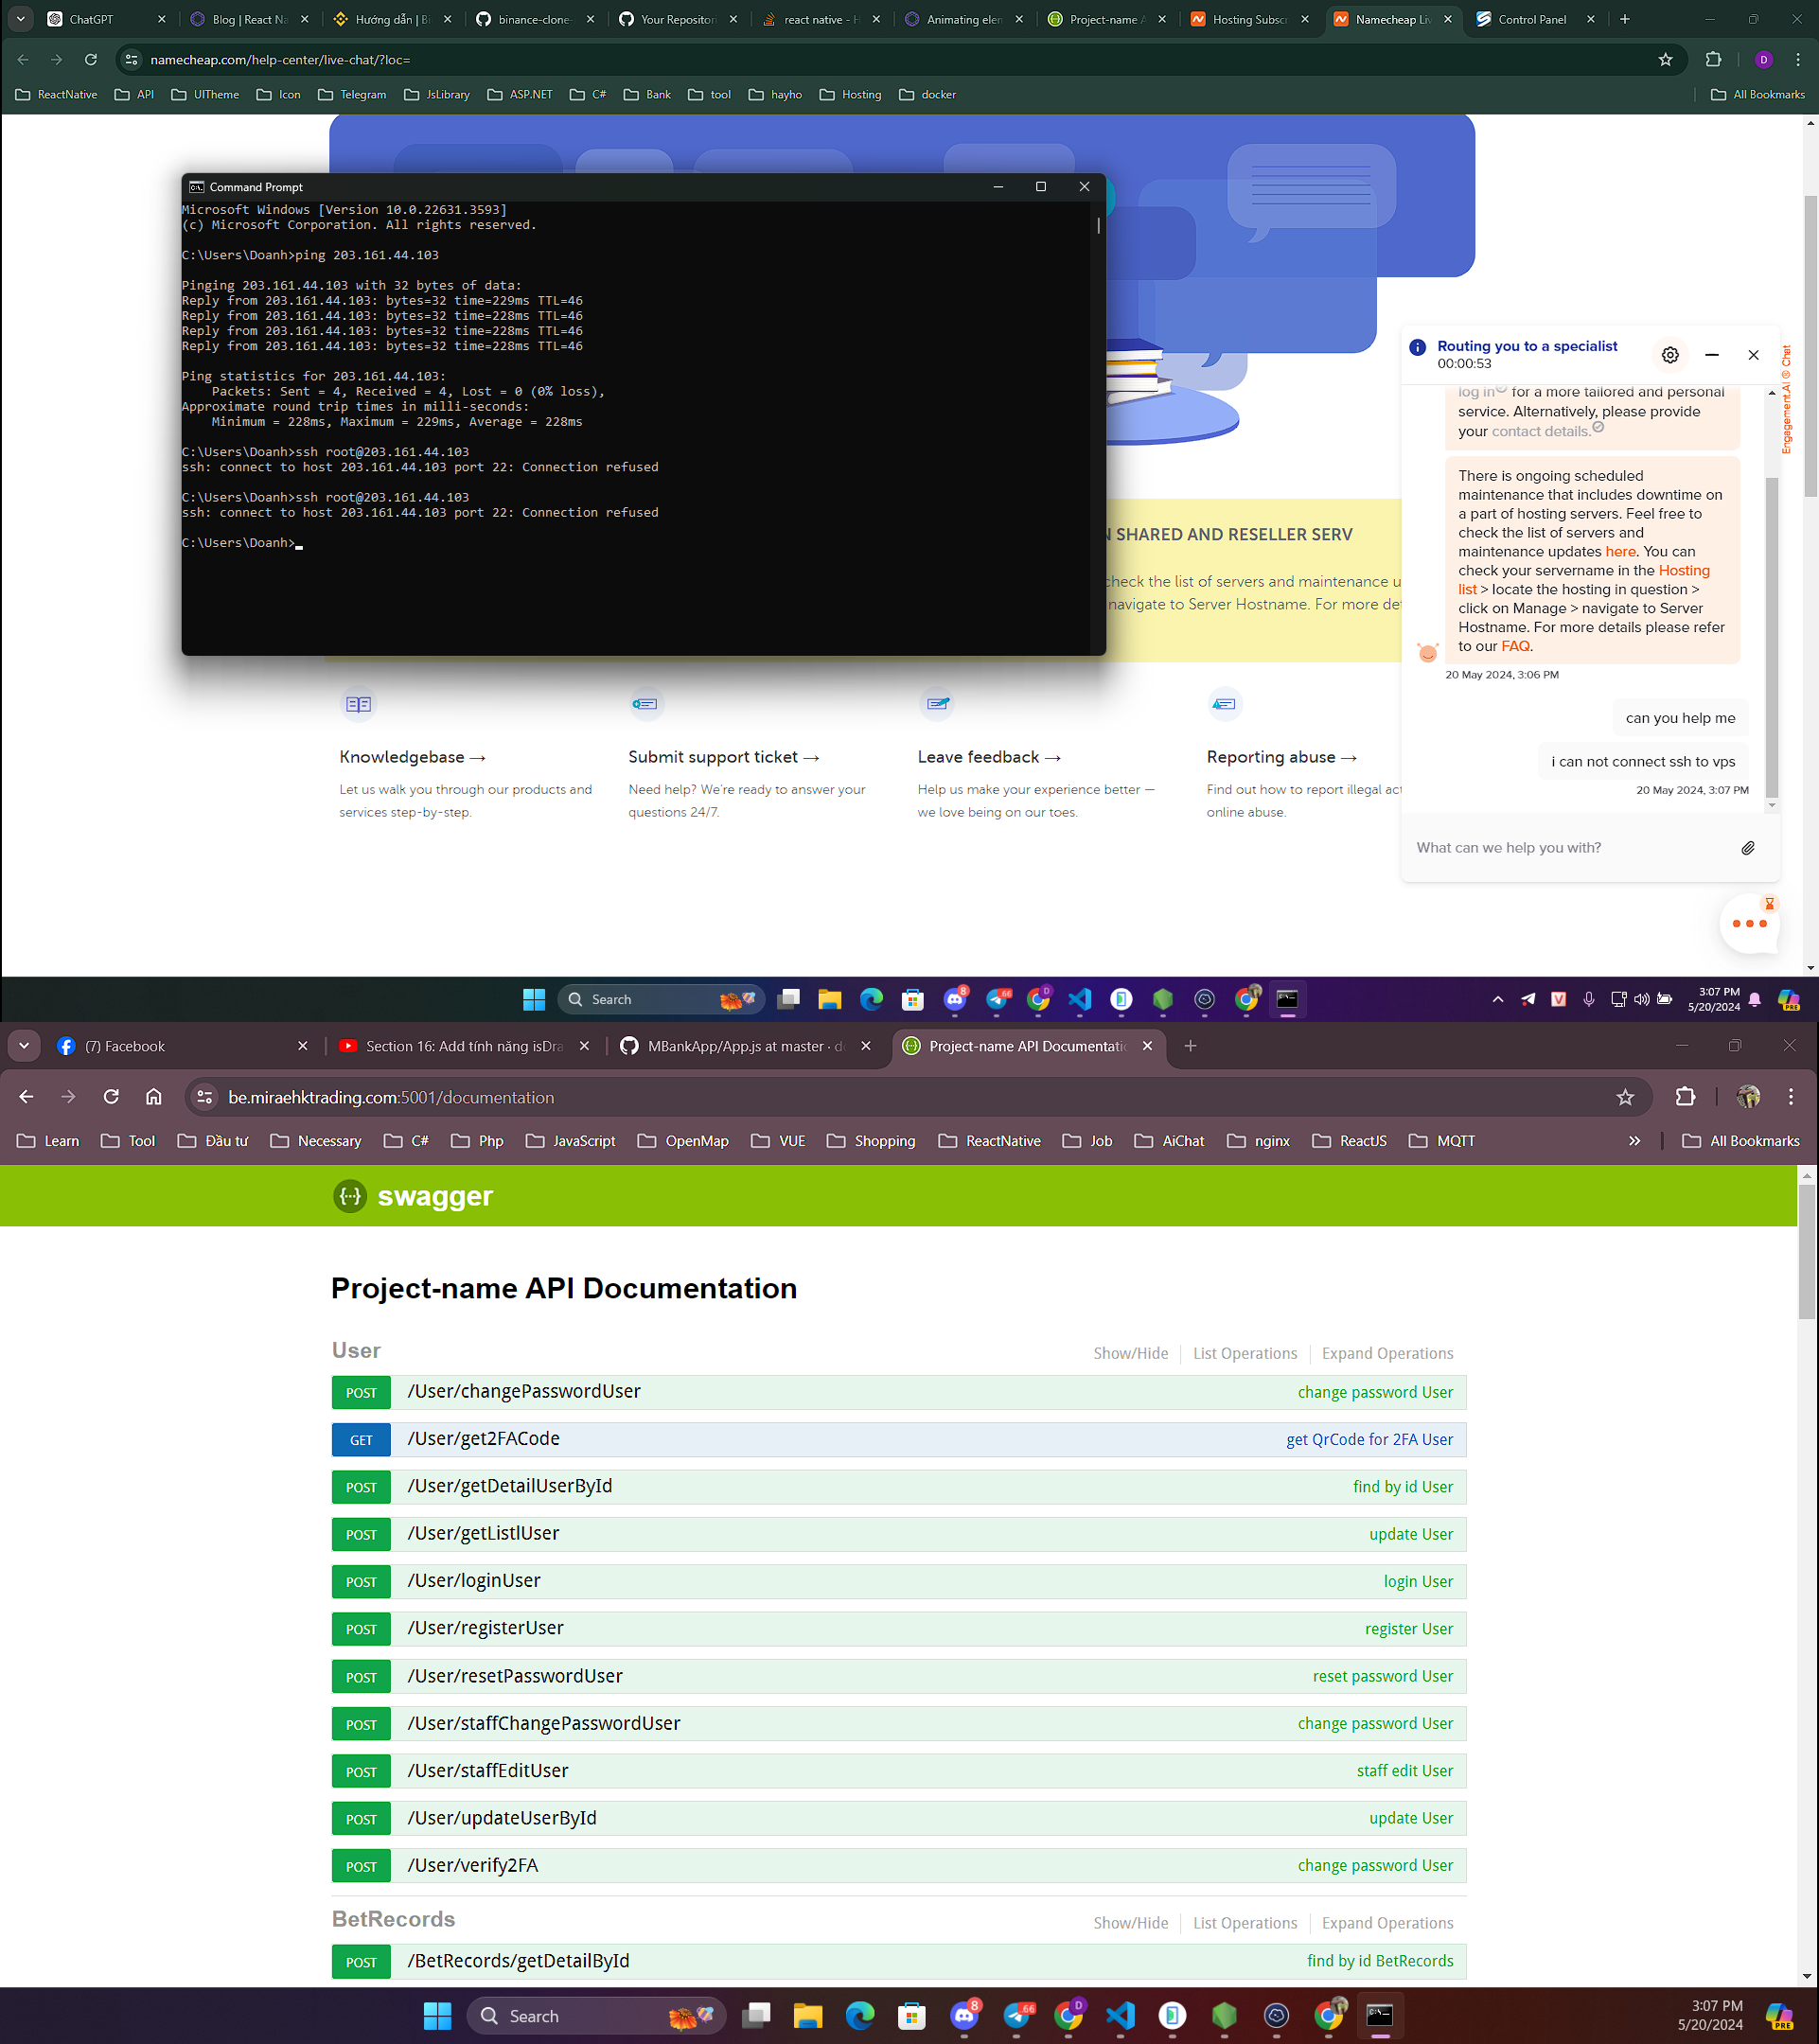 ChatGPT
Blog | React Na
Hướng dẫn | Bi
binance-clone-
Your Repositori
react native - H
Animating elem
Project-name A
Hosting Subscr
Namecheap Liv
Control Panel
namecheap.com/help-center/live-chat/?loc=
D
ReactNative
API
UITheme
Icon
Telegram
JsLibrary
ASP.NET
C#
Bank
tool
hayho
Hosting
docker
All Bookmarks
Command Prompt
Microsoft Windows [Version 10.0.22631.3593]
(c) Microsoft Corporation. All rights reserved.
C:\Users\Doanh>ping 203.161.44.103
Pinging 203.161.44.103 with 32 bytes of data:
Reply from 203.161.44.103: bytes=32 time=229ms TTL=46
Reply from 203.161.44.103: bytes=32 time=228ms TTL=46
Reply from 203.161.44.103: bytes=32 time=228ms TTL=46
Reply from 203.161.44.103: bytes=32 time=228ms TTL=46
Ping statistics for 203.161.44.103:
Packets: Sent = 4, Received = 4, Lost = 0 (0% loss),
Approximate round trip times in milli-seconds:
Minimum = 228ms, Maximum = 229ms, Average = 228ms
C:\Users\Doanh>ssh root@203.161.44.103
ssh: connect to host 203.161.44.103 port 22: Connection refused
C:\Users\Doanh>ssh root@203.161.44.103
ssh: connect to host 203.161.44.103 port 22: Connection refused
C:\Users\Doanh>
SHARED AND RESELLER SERV
check the list of servers and maintenance u
navigate to Server Hostname. For more det
Knowledgebase →
Let us walk you through our products and
services step-by-step.
Submit support ticket →
Need help? We're ready to answer your
questions 24/7.
Leave feedback →
Help us make your experience better —
we love being on our toes.
Reporting abuse →
Find out how to report illegal act
online abuse.
Routing you to a specialist
00:00:53
Engagement.AI ® Chat
log in for a more tailored and personal
service. Alternatively, please provide
your contact details.
There is ongoing scheduled
maintenance that includes downtime on
a part of hosting servers. Feel free to
check the list of servers and
maintenance updates here. You can
check your servername in the Hosting
list > locate the hosting in question >
click on Manage > navigate to Server
Hostname. For more details please refer
to our FAQ.
20 May 2024, 3:06 PM
can you help me
i can not connect ssh to vps
20 May 2024, 3:07 PM
What can we help you with?
Search
8
66
D
V
3:07 PM
5/20/2024
PRE
(7) Facebook
Section 16: Add tính năng isDra
MBankApp/App.js at master · do
Project-name API Documentatio
be.miraehktrading.com:5001/documentation
Learn
Tool
Đầu tư
Necessary
C#
Php
JavaScript
OpenMap
VUE
Shopping
ReactNative
Job
AiChat
nginx
ReactJS
MQTT
»
All Bookmarks
{···} swagger
Project-name API Documentation
User
Show/Hide
List Operations
Expand Operations
POST /User/changePasswordUser change password User
GET /User/get2FACode get QrCode for 2FA User
POST /User/getDetailUserById find by id User
POST /User/getListlUser update User
POST /User/loginUser login User
POST /User/registerUser register User
POST /User/resetPasswordUser reset password User
POST /User/staffChangePasswordUser change password User
POST /User/staffEditUser staff edit User
POST /User/updateUserById update User
POST /User/verify2FA change password User
BetRecords
Show/Hide
List Operations
Expand Operations
POST /BetRecords/getDetailById find by id BetRecords
Search
8
66
D
3:07 PM
5/20/2024
PRE